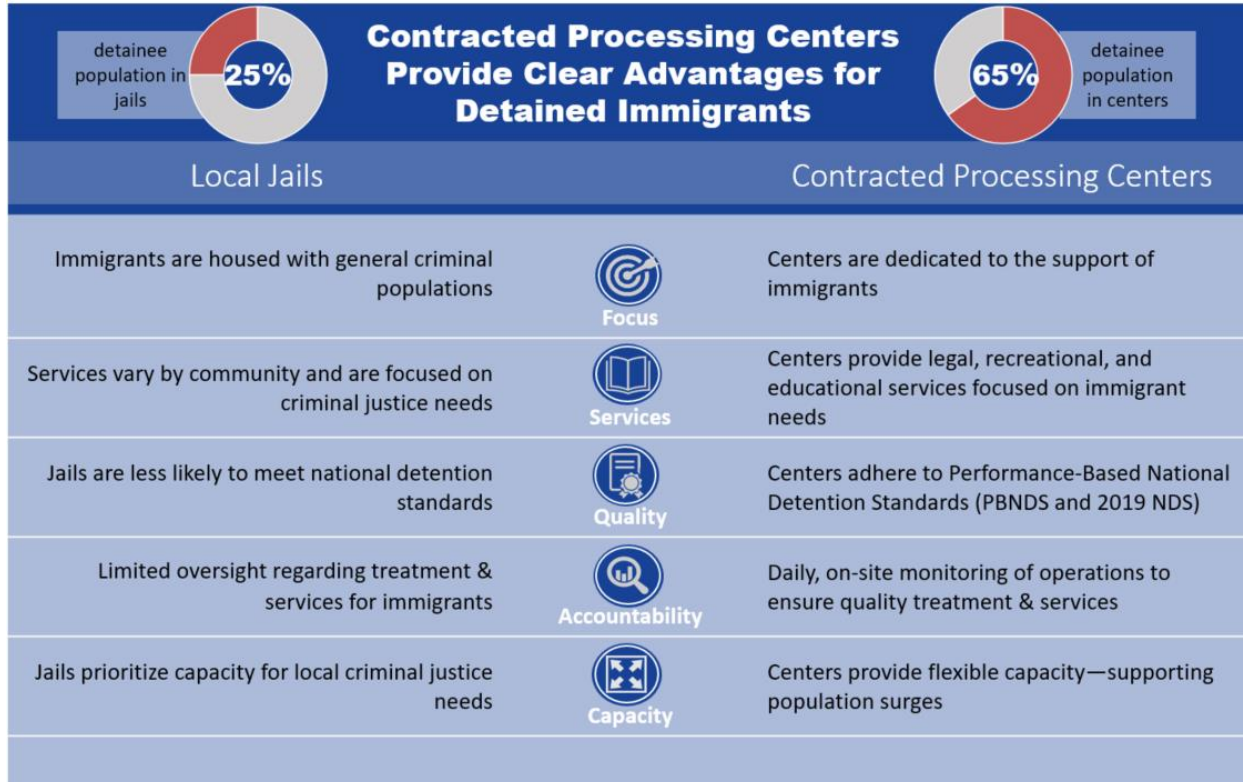 detainee
population in
jails
25%
Contracted Processing Centers
Provide Clear Advantages for
Detained Immigrants
65%
detainee
population
in centers
Local Jails
Contracted Processing Centers
Immigrants are housed with general criminal
populations
Focus
Centers are dedicated to the support of
immigrants
Services vary by community and are focused on
criminal justice needs
Services
Centers provide legal, recreational, and
educational services focused on immigrant
needs
Jails are less likely to meet national detention
standards
Quality
Centers adhere to Performance-Based National
Detention Standards (PBNDS and 2019 NDS)
Limited oversight regarding treatment &
services for immigrants
Accountability
Daily, on-site monitoring of operations to
ensure quality treatment & services
Jails prioritize capacity for local criminal justice
needs
Capacity
Centers provide flexible capacity—supporting
population surges